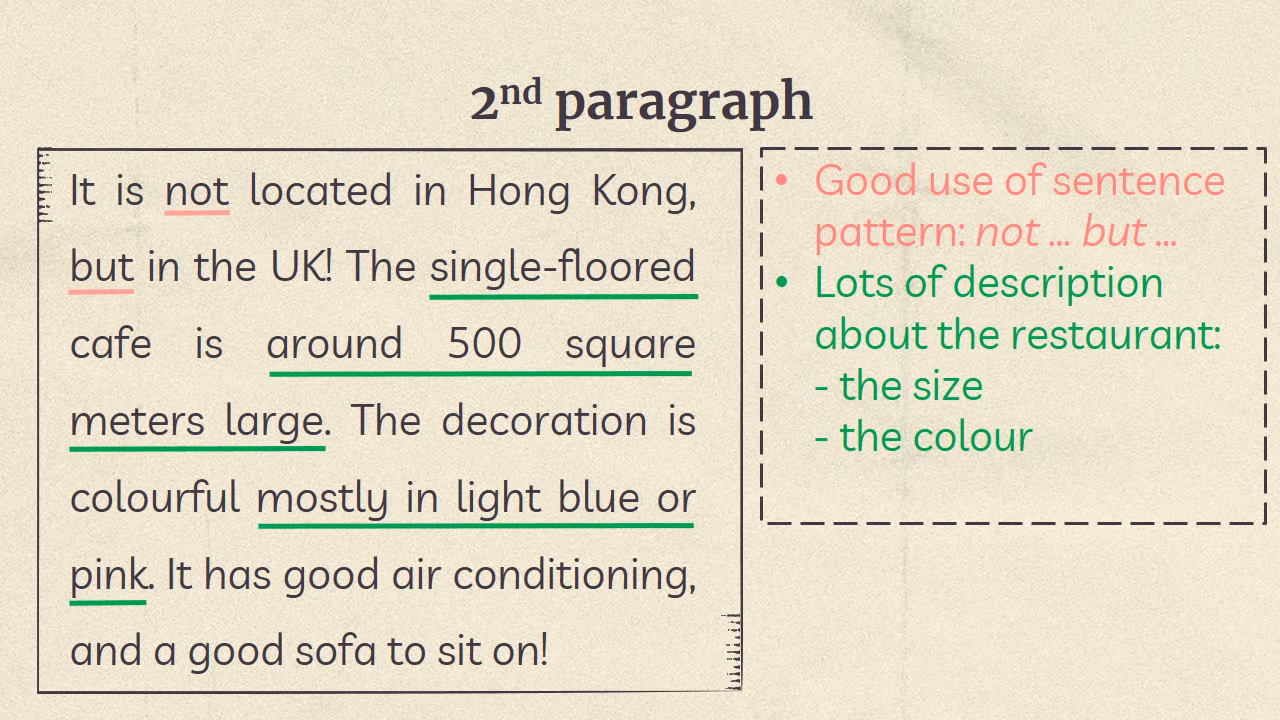 2nd paragraph
It is not located in Hong Kong,
but in the UK! The single-floored
cafe is around 500 square
meters large. The decoration is
colourful mostly in light blue or
pink. It has good air conditioning,
and a good sofa to sit on!
• Good use of sentence
pattern: not ... but ...
• Lots of description
about the restaurant:
- the size
- the colour